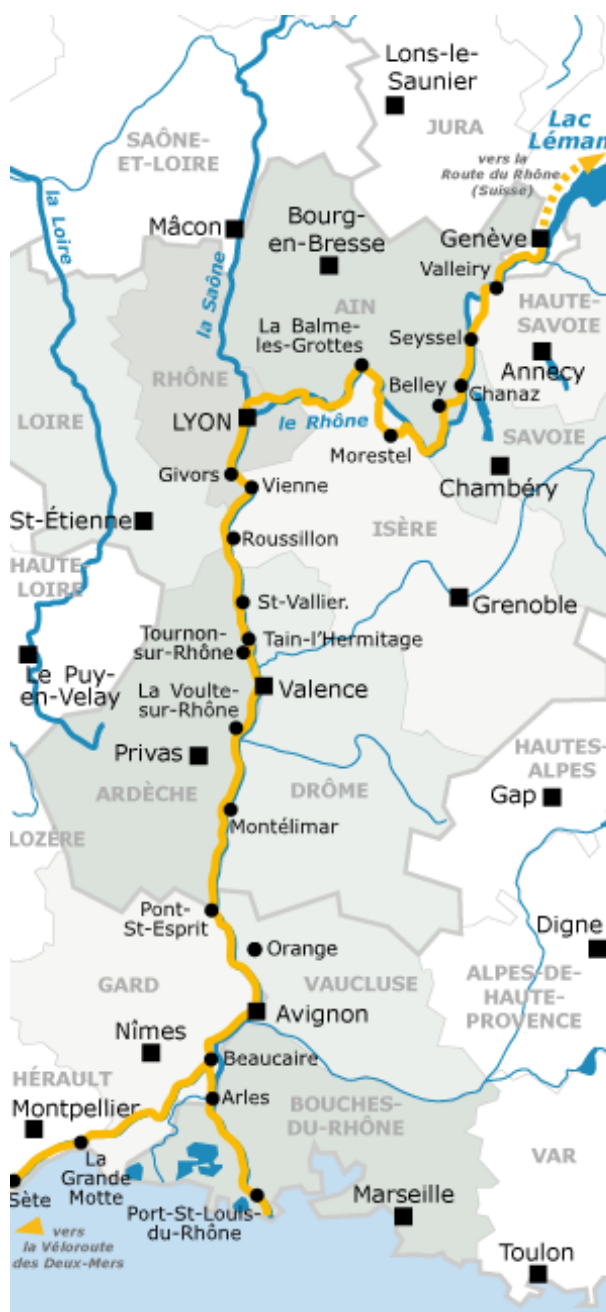 Lons-le-
Saunier
JURA
Lac
Léman
vers la
Route du Rhône
(Suisse)
SAÔNE-
ET-LOIRE
la Loire
Mâcon
la Saône
Bourg-
en-Bresse
Genève
Valleiry
AIN
HAUTE-
SAVOIE
La Balme-
les-Grottes
Seyssel
Annecy
RHÔNE
Belley
Chanaz
LYON
le Rhône
LOIRE
Morestel
SAVOIE
Chambéry
Givors
Vienne
St-Étienne
ISÈRE
Roussillon
HAUTE-
LOIRE
St-Vallier.
Grenoble
Tournon-
sur-Rhône
Tain-l'Hermitage
Le Puy-
en-Velay
La Voulte-
sur-Rhône
Valence
Privas
HAUTES-
ALPES
ARDÈCHE
DRÔME
Gap
LOZÈRE
Montélimar
Pont-
St-Esprit
Orange
Digne
GARD
VAUCLUSE
ALPES-DE-
HAUTE-
PROVENCE
Avignon
Nîmes
Beaucaire
HÉRAULT
Montpellier
Arles
BOUCHES-
DU-RHÔNE
VAR
La
Grande
Motte
Sète
Port-St-Louis-
du-Rhône
Marseille
vers
la Véloroute
des Deux-Mers
Toulon